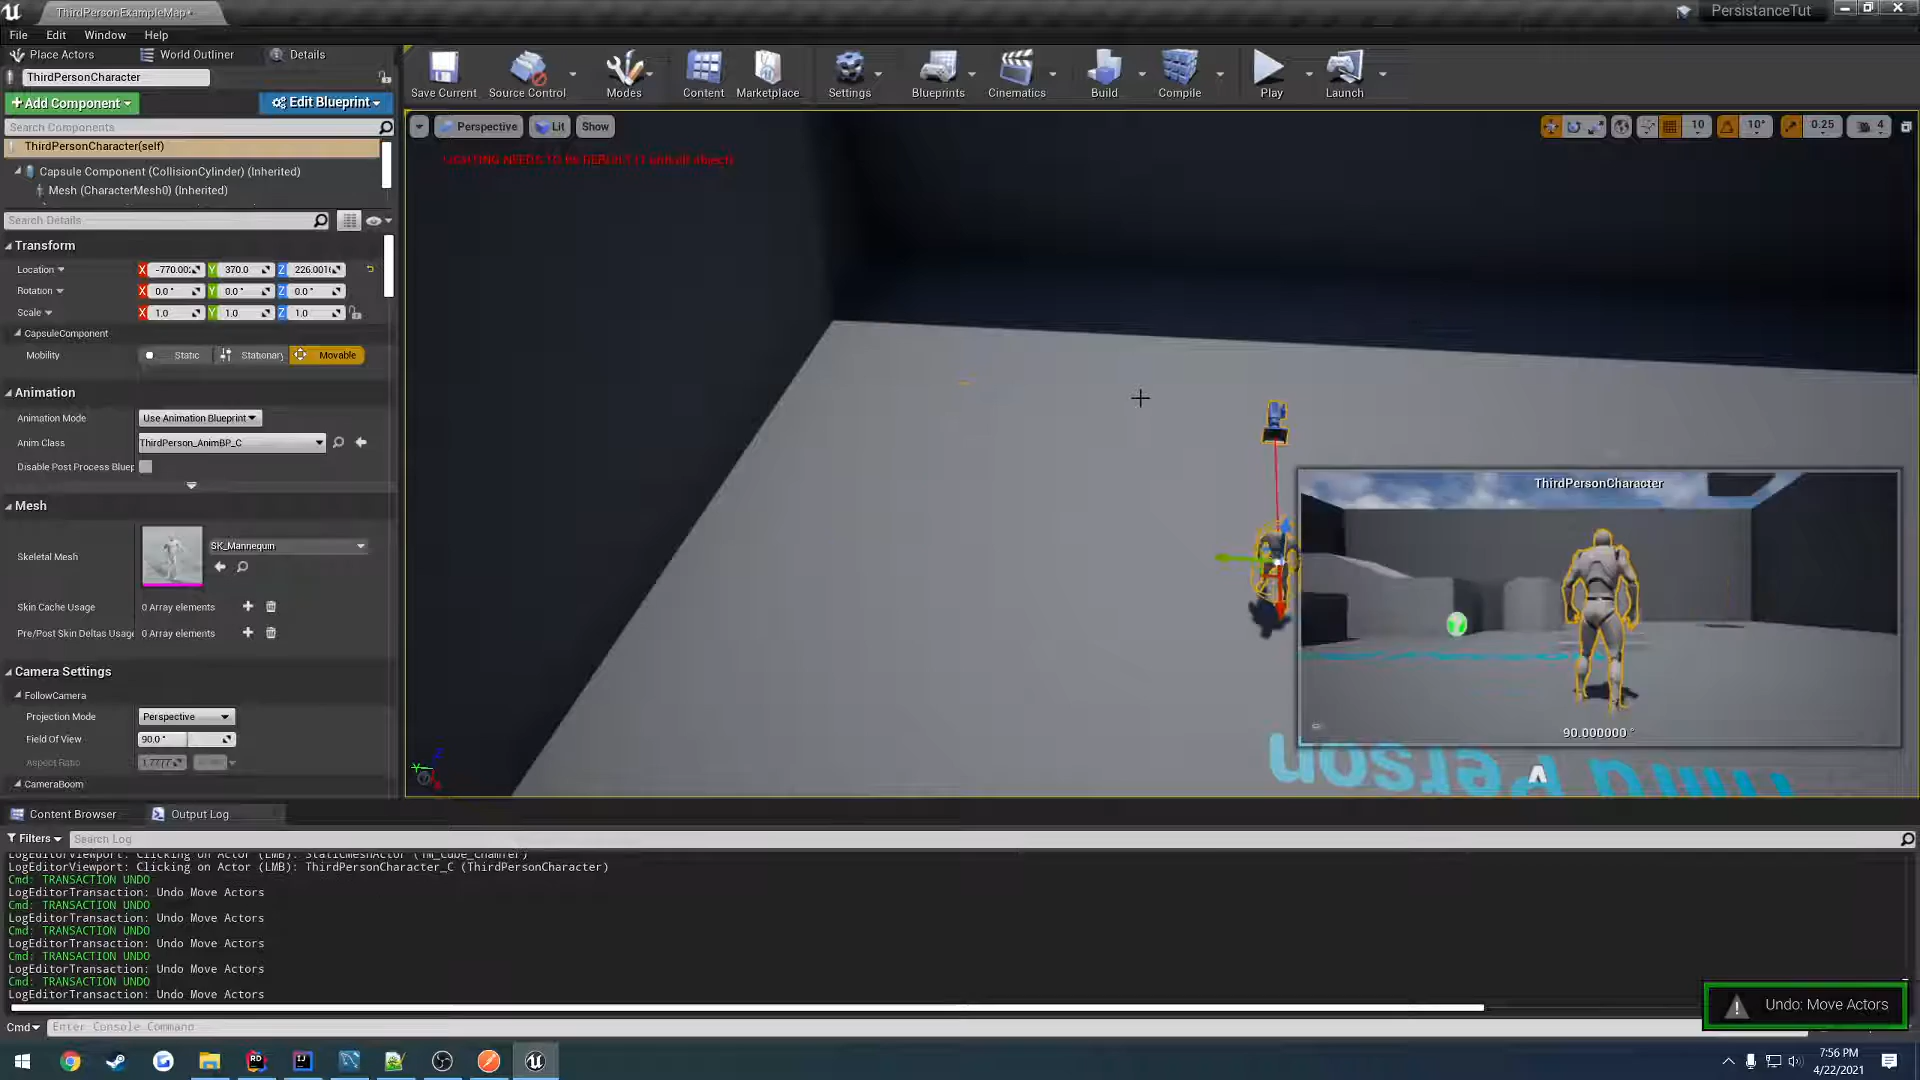 ThirdPersonExampleMap*
PersistanceTut
File Edit Window Help
Place Actors World Outliner Details
ThirdPersonCharacter
+Add Component Edit Blueprint
Search Components
ThirdPersonCharacter(self)
Capsule Component (CollisionCylinder) (Inherited)
Mesh (CharacterMesh0) (Inherited)
Search Details
Transform
Location X -770.00 Y 370.0 Z 226.001
Rotation X 0.0° Y 0.0° Z 0.0°
Scale X 1.0 Y 1.0 Z 1.0
CapsuleComponent
Mobility Static Stationary Movable
Animation
Animation Mode Use Animation Blueprint
Anim Class ThirdPerson_AnimBP_C
Disable Post Process Bluep
Mesh
Skeletal Mesh SK_Mannequin
Skin Cache Usage 0 Array elements
Pre/Post Skin Deltas Usage 0 Array elements
Camera Settings
FollowCamera
Projection Mode Perspective
Field Of View 90.0°
Aspect Ratio 1.7777
CameraBoom
Save Current Source Control Modes Content Marketplace Settings Blueprints Cinematics Build Compile Play Launch
Perspective Lit Show
10 10° 0.25 4
LIGHTING NEEDS TO BE REBUILT (1 unbuilt object)
ThirdPersonCharacter
90.000000 °
Third Person
Content Browser Output Log
Filters Search Log
LogEditorViewport: Clicking on Actor (LMB): StaticMeshActor (TM_Cube_Chamfer)
LogEditorViewport: Clicking on Actor (LMB): ThirdPersonCharacter_C (ThirdPersonCharacter)
Cmd: TRANSACTION UNDO
LogEditorTransaction: Undo Move Actors
Cmd: TRANSACTION UNDO
LogEditorTransaction: Undo Move Actors
Cmd: TRANSACTION UNDO
LogEditorTransaction: Undo Move Actors
Cmd: TRANSACTION UNDO
LogEditorTransaction: Undo Move Actors
Cmd: TRANSACTION UNDO
LogEditorTransaction: Undo Move Actors
Undo: Move Actors
Cmd Enter Console Command
7:56 PM
4/22/2021